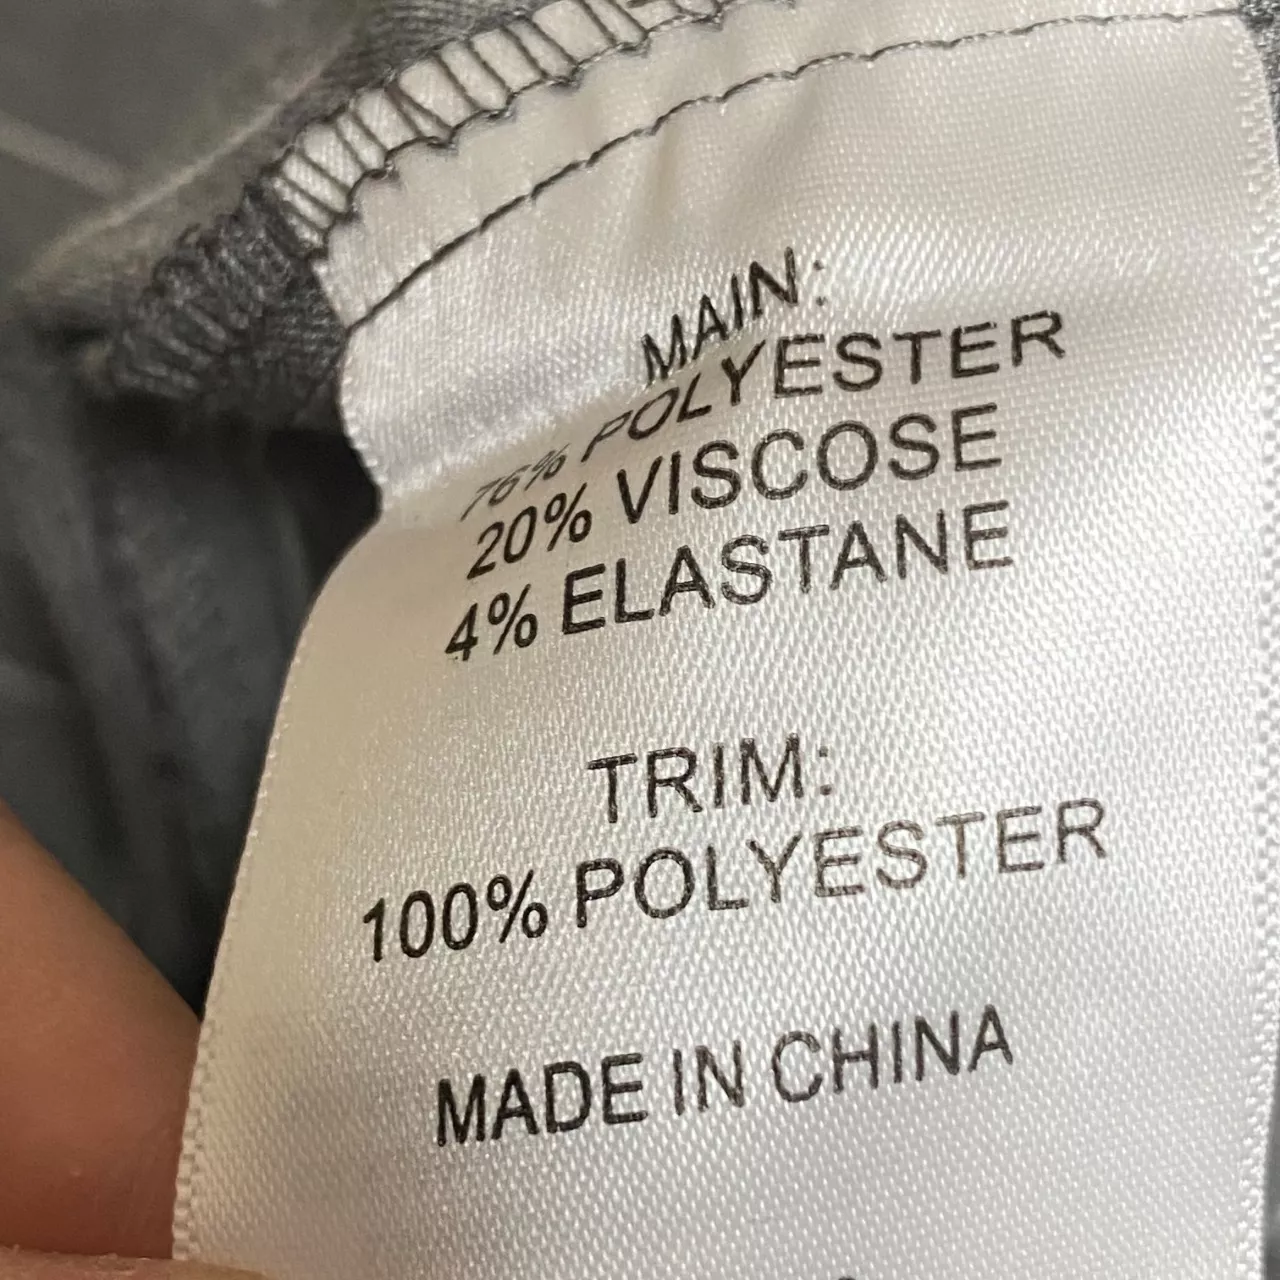 MAIN:
76% POLYESTER
20% VISCOSE
4% ELASTANE
TRIM:
100% POLYESTER
MADE IN CHINA